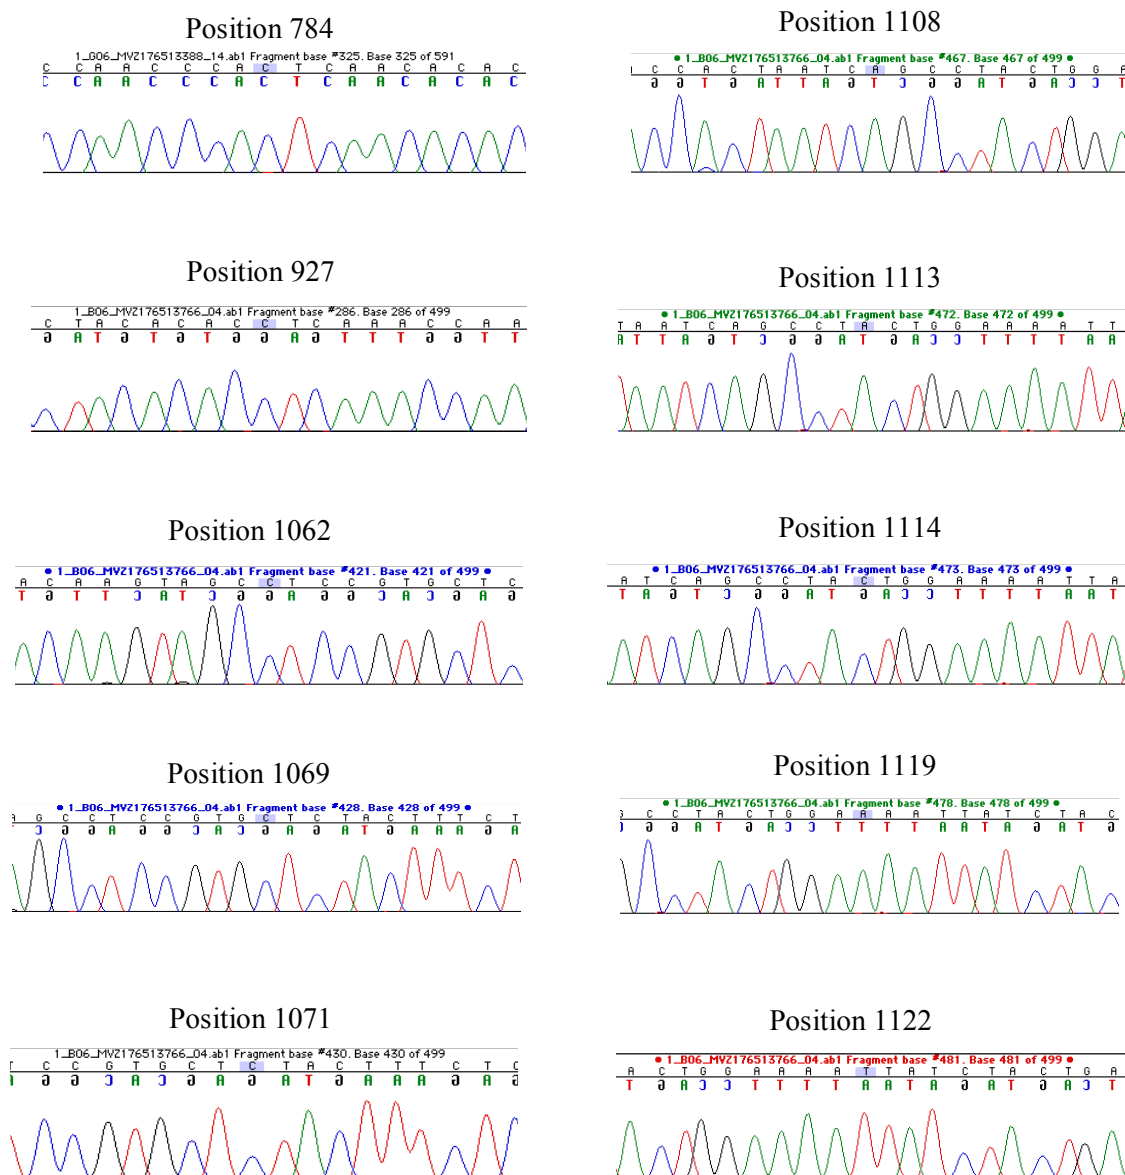 Position 784
1_G06_MVZ176513388_14.ab1 Fragment base #325. Base 325 of 591
C C A A C C C A C T C A A C A C A C
C C A A C C C A C T C A A C A C A C
Position 927
1_B06_MVZ176513766_04.ab1 Fragment base #286. Base 286 of 499
C T A C A C A C C T C A A A C C A A
G A T G T G T G G A G T T T G G T T
Position 1062
1_B06_MVZ176513766_04.ab1 Fragment base #421. Base 421 of 499
A C A A G T A G C C T C C G T G C T C
T G T T C A T C G G A G G C A C G A G
Position 1069
1_B06_MVZ176513766_04.ab1 Fragment base #428. Base 428 of 499
A G C C T C C G T G C T C T A C T T T C T
T C G G A G G C A C G A G A T G A A A G A
Position 1071
1_B06_MVZ176513766_04.ab1 Fragment base #430. Base 430 of 499
T C C G T G C T C T A C T T T C T C
A G G C A C G A G A T G A A A G A G
Position 1108
1_B06_MVZ176513766_04.ab1 Fragment base #467. Base 467 of 499
C C A C T A A T C A G C C T A C T G G A
G G T G A T T A G T C G G A T G A C C T
Position 1113
1_B06_MVZ176513766_04.ab1 Fragment base #472. Base 472 of 499
T A A T C A G C C T A C T G G A A A A T T
A T T A G T C G G A T G A C C T T T T A A
Position 1114
1_B06_MVZ176513766_04.ab1 Fragment base #473. Base 473 of 499
A T C A G C C T A C T G G A A A A T T A
T A G T C G G A T G A C C T T T T A A T
Position 1119
1_B06_MVZ176513766_04.ab1 Fragment base #478. Base 478 of 499
G C C T A C T G G A A A A T T A T C T A C
C G G A T G A C C T T T T A A T A G A T G
Position 1122
1_B06_MVZ176513766_04.ab1 Fragment base #481. Base 481 of 499
A C T G G A A A A T T A T C T A C T G A
T G A C C T T T T A A T A G A T G A C T